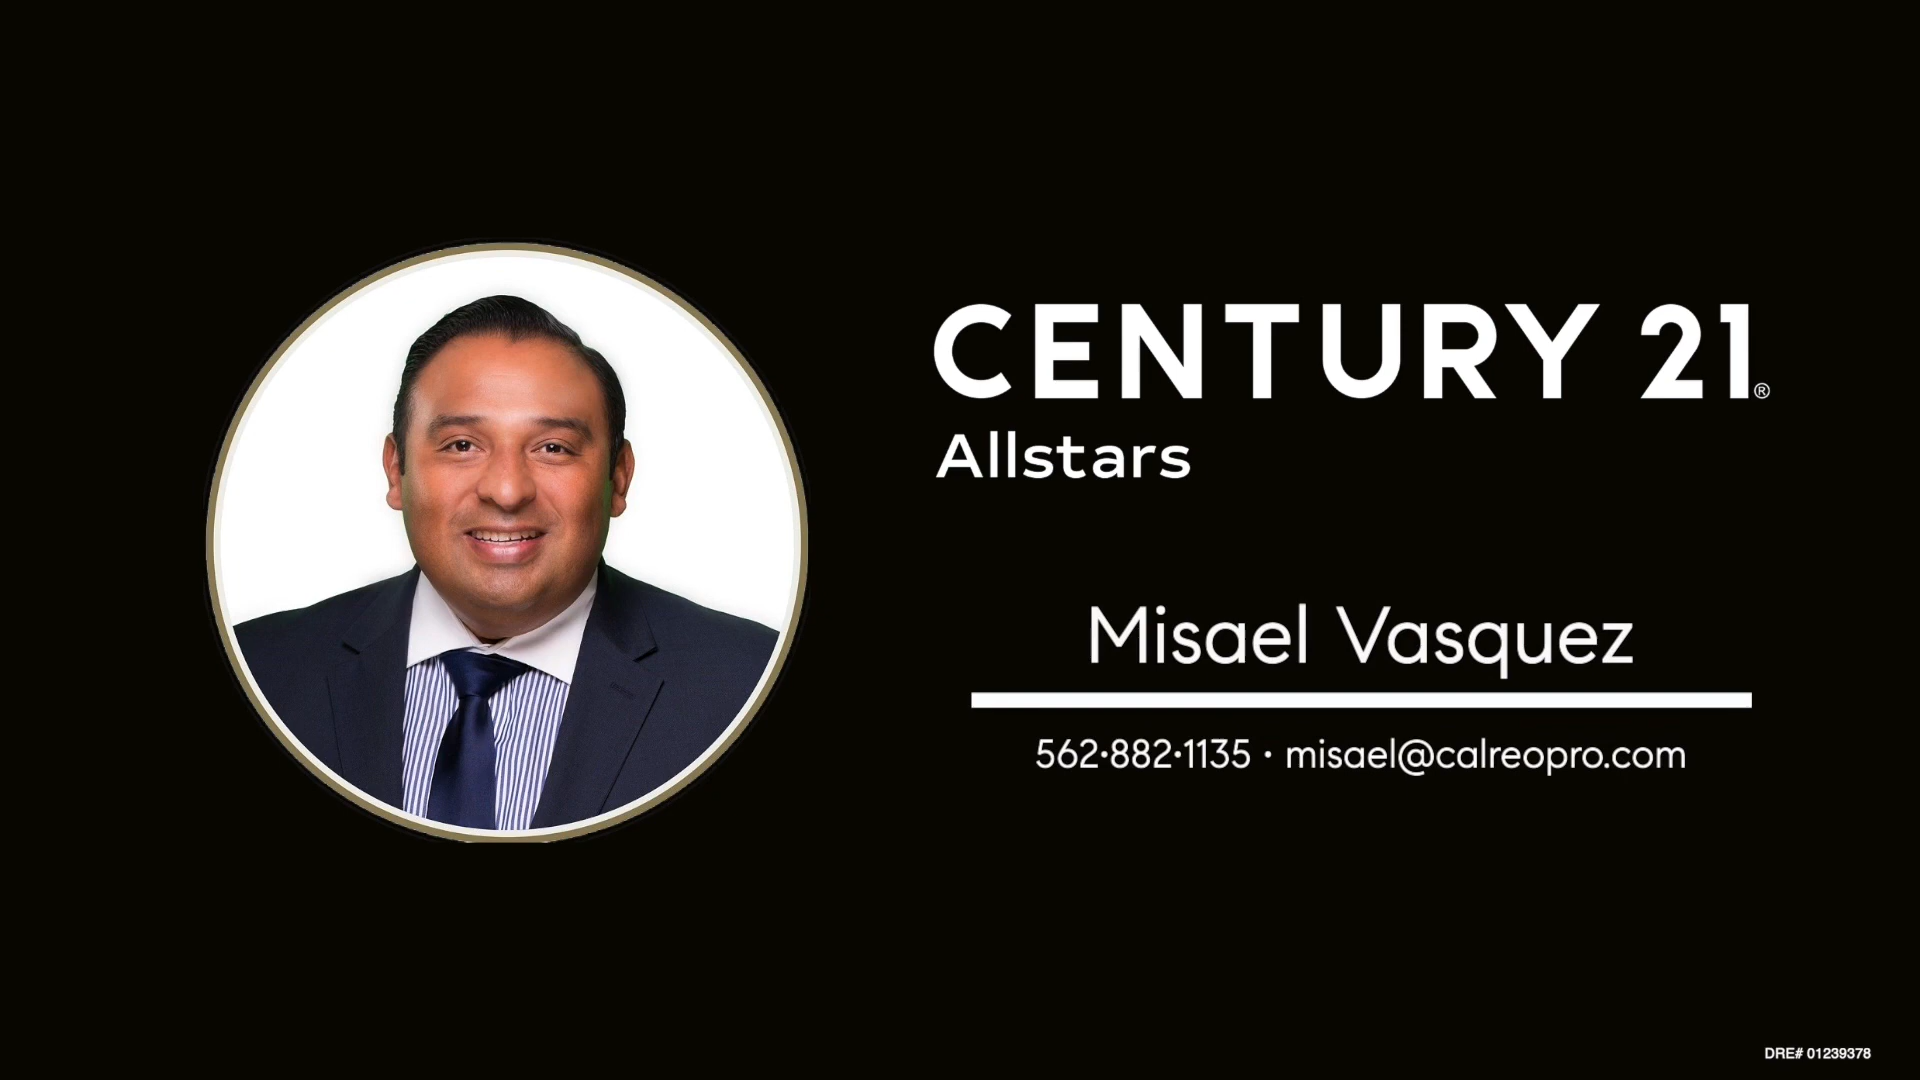 CENTURY 21®
Allstars
Misael Vasquez
562·882·1135 · misael@calreopro.com
DRE# 01239378